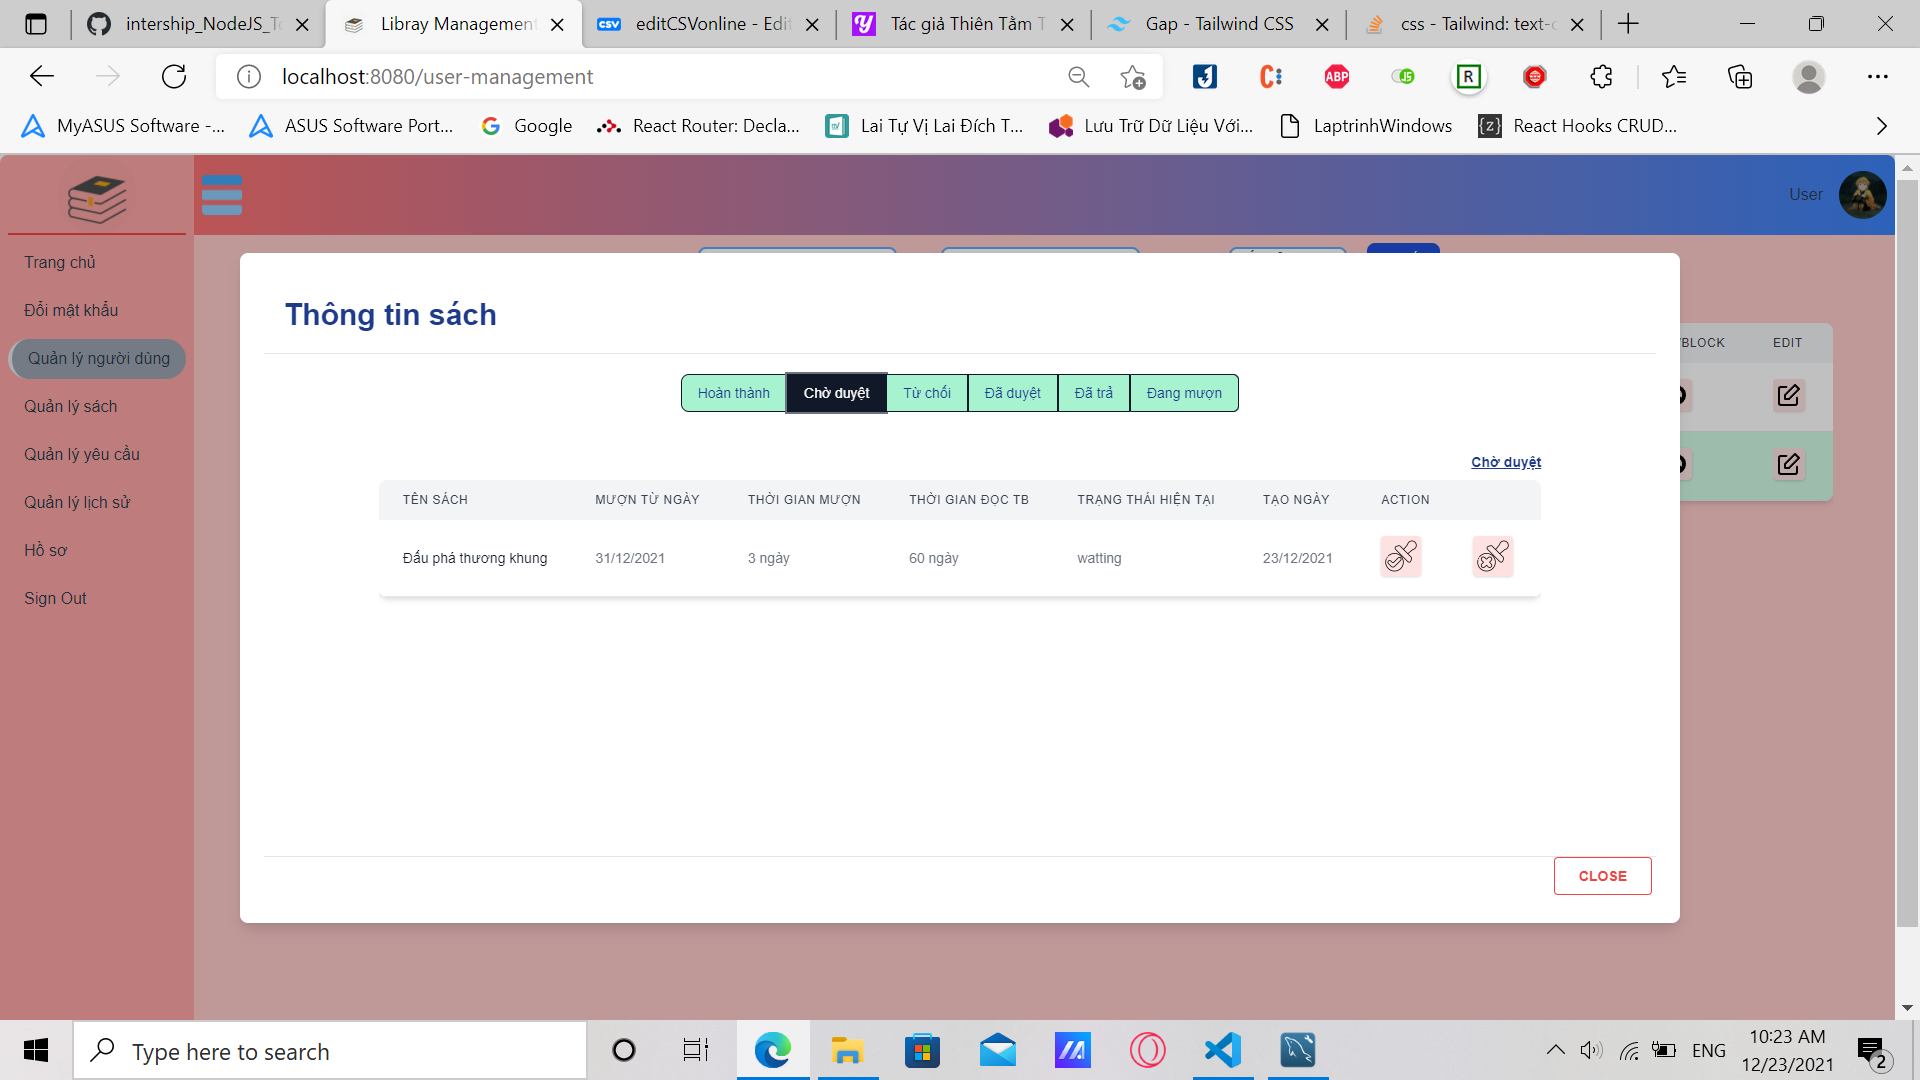 intership_NodeJS_To
Libray Management
CSV
editCSVonline - Edit
Tác giả Thiên Tằm T
Gap - Tailwind CSS
css - Tailwind: text-c
localhost:8080/user-management
ABP
JS
R
MyASUS Software -...
ASUS Software Port...
Google
React Router: Decla...
Lai Tự Vị Lai Đích T...
Lưu Trữ Dữ Liệu Với...
LaptrinhWindows
{z}
React Hooks CRUD...
User
Trang chủ
Đổi mật khẩu
Quản lý người dùng
Quản lý sách
Quản lý yêu cầu
Quản lý lịch sử
Hồ sơ
Sign Out
/BLOCK
EDIT
Thông tin sách
Hoàn thành
Chờ duyệt
Từ chối
Đã duyệt
Đã trả
Đang mượn
Chờ duyệt
TÊN SÁCH MƯỢN TỪ NGÀY THỜI GIAN MƯỢN THỜI GIAN ĐỌC TB TRẠNG THÁI HIỆN TẠI TẠO NGÀY ACTION
Đấu phá thương khung 31/12/2021 3 ngày 60 ngày watting 23/12/2021
CLOSE
Type here to search
ENG
10:23 AM
12/23/2021
2